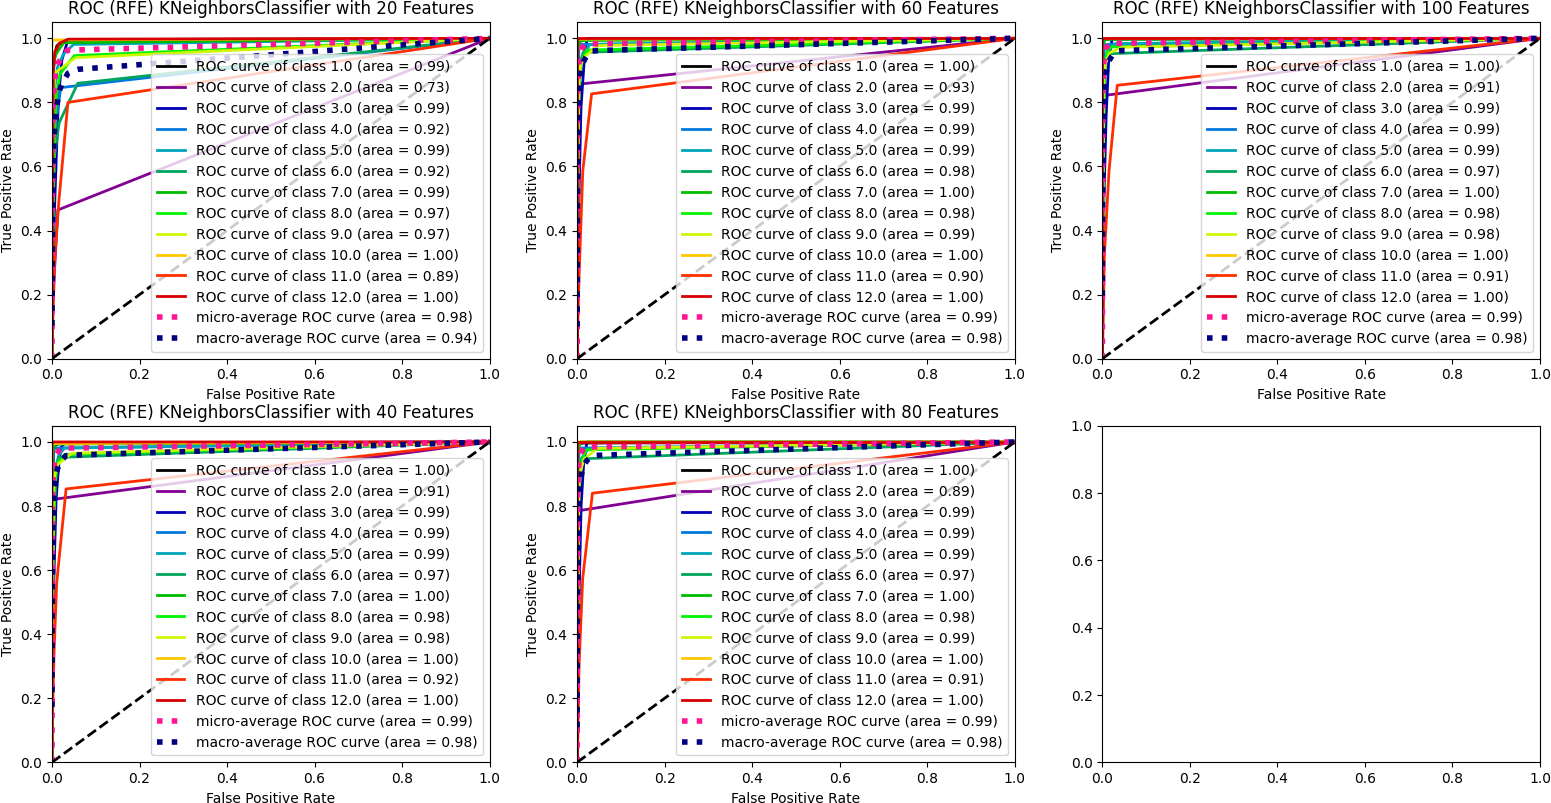 ROC (RFE) KNeighborsClassifier with 20 Features
1.0
0.8
0.6
0.4
0.2
0.0
True Positive Rate
ROC curve of class 1.0 (area = 0.99)
ROC curve of class 2.0 (area = 0.73)
ROC curve of class 3.0 (area = 0.99)
ROC curve of class 4.0 (area = 0.92)
ROC curve of class 5.0 (area = 0.99)
ROC curve of class 6.0 (area = 0.92)
ROC curve of class 7.0 (area = 0.99)
ROC curve of class 8.0 (area = 0.97)
ROC curve of class 9.0 (area = 0.97)
ROC curve of class 10.0 (area = 1.00)
ROC curve of class 11.0 (area = 0.89)
ROC curve of class 12.0 (area = 1.00)
micro-average ROC curve (area = 0.98)
macro-average ROC curve (area = 0.94)
0.0 0.2 0.4 0.6 0.8 1.0
False Positive Rate
ROC (RFE) KNeighborsClassifier with 60 Features
1.0
0.8
0.6
0.4
0.2
0.0
True Positive Rate
ROC curve of class 1.0 (area = 1.00)
ROC curve of class 2.0 (area = 0.93)
ROC curve of class 3.0 (area = 0.99)
ROC curve of class 4.0 (area = 0.99)
ROC curve of class 5.0 (area = 0.99)
ROC curve of class 6.0 (area = 0.98)
ROC curve of class 7.0 (area = 1.00)
ROC curve of class 8.0 (area = 0.98)
ROC curve of class 9.0 (area = 0.99)
ROC curve of class 10.0 (area = 1.00)
ROC curve of class 11.0 (area = 0.90)
ROC curve of class 12.0 (area = 1.00)
micro-average ROC curve (area = 0.99)
macro-average ROC curve (area = 0.98)
0.0 0.2 0.4 0.6 0.8 1.0
False Positive Rate
ROC (RFE) KNeighborsClassifier with 100 Features
1.0
0.8
0.6
0.4
0.2
0.0
True Positive Rate
ROC curve of class 1.0 (area = 1.00)
ROC curve of class 2.0 (area = 0.91)
ROC curve of class 3.0 (area = 0.99)
ROC curve of class 4.0 (area = 0.99)
ROC curve of class 5.0 (area = 0.99)
ROC curve of class 6.0 (area = 0.97)
ROC curve of class 7.0 (area = 1.00)
ROC curve of class 8.0 (area = 0.98)
ROC curve of class 9.0 (area = 0.98)
ROC curve of class 10.0 (area = 1.00)
ROC curve of class 11.0 (area = 0.91)
ROC curve of class 12.0 (area = 1.00)
micro-average ROC curve (area = 0.99)
macro-average ROC curve (area = 0.98)
0.0 0.2 0.4 0.6 0.8 1.0
False Positive Rate
ROC (RFE) KNeighborsClassifier with 40 Features
1.0
0.8
0.6
0.4
0.2
0.0
True Positive Rate
ROC curve of class 1.0 (area = 1.00)
ROC curve of class 2.0 (area = 0.91)
ROC curve of class 3.0 (area = 0.99)
ROC curve of class 4.0 (area = 0.99)
ROC curve of class 5.0 (area = 0.99)
ROC curve of class 6.0 (area = 0.97)
ROC curve of class 7.0 (area = 1.00)
ROC curve of class 8.0 (area = 0.98)
ROC curve of class 9.0 (area = 0.98)
ROC curve of class 10.0 (area = 1.00)
ROC curve of class 11.0 (area = 0.92)
ROC curve of class 12.0 (area = 1.00)
micro-average ROC curve (area = 0.99)
macro-average ROC curve (area = 0.98)
0.0 0.2 0.4 0.6 0.8 1.0
False Positive Rate
ROC (RFE) KNeighborsClassifier with 80 Features
1.0
0.8
0.6
0.4
0.2
0.0
True Positive Rate
ROC curve of class 1.0 (area = 1.00)
ROC curve of class 2.0 (area = 0.89)
ROC curve of class 3.0 (area = 0.99)
ROC curve of class 4.0 (area = 0.99)
ROC curve of class 5.0 (area = 0.99)
ROC curve of class 6.0 (area = 0.97)
ROC curve of class 7.0 (area = 1.00)
ROC curve of class 8.0 (area = 0.98)
ROC curve of class 9.0 (area = 0.99)
ROC curve of class 10.0 (area = 1.00)
ROC curve of class 11.0 (area = 0.91)
ROC curve of class 12.0 (area = 1.00)
micro-average ROC curve (area = 0.99)
macro-average ROC curve (area = 0.98)
0.0 0.2 0.4 0.6 0.8 1.0
False Positive Rate
1.0
0.8
0.6
0.4
0.2
0.0
0.0 0.2 0.4 0.6 0.8 1.0